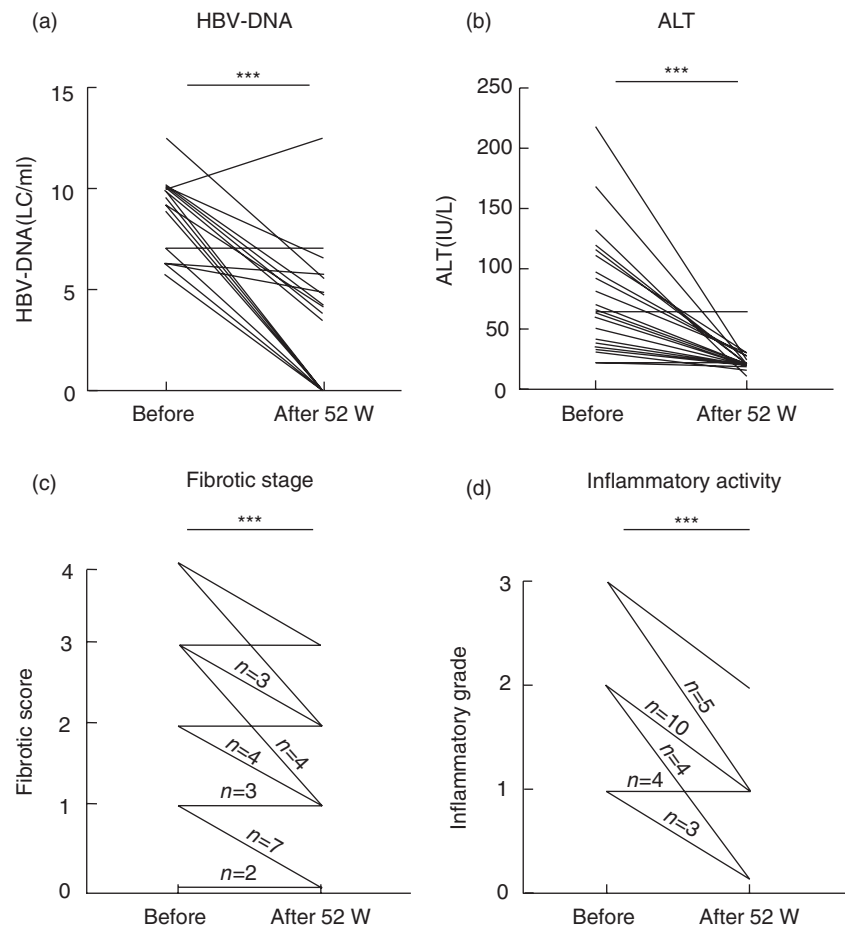 (a)
HBV-DNA
***
15
10
5
0
HBV-DNA(LC/ml)
Before
After 52 W
(b)
ALT
***
250
200
150
100
50
0
ALT(IU/L)
Before
After 52 W
(c)
Fibrotic stage
***
4
3
2
1
0
Fibrotic score
n=3
n=4
n=4
n=3
n=7
n=2
Before
After 52 W
(d)
Inflammatory activity
***
3
2
1
0
Inflammatory grade
n=5
n=10
n=4
n=4
n=3
Before
After 52 W